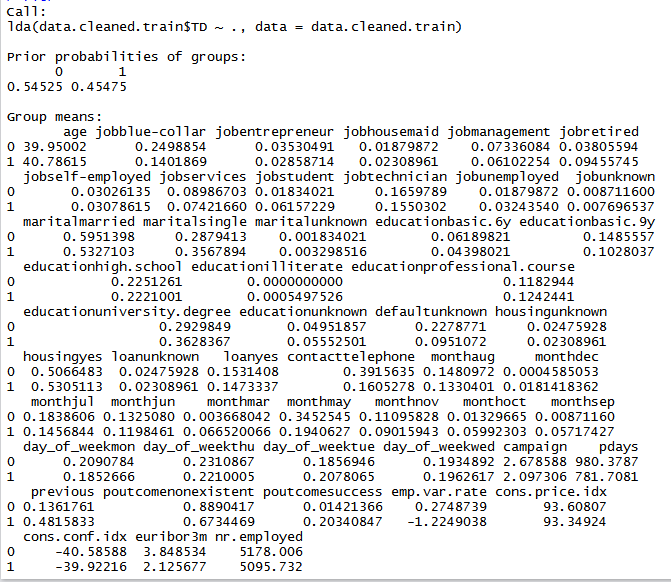 Call:
lda(data.cleaned.train$TD ~ ., data = data.cleaned.train)
Prior probabilities of groups:
0 1
0.54525 0.45475
Group means:
age jobblue-collar jobentrepreneur jobhousemaid jobmanagement jobretired
0 39.95002 0.2498854 0.03530491 0.01879872 0.07336084 0.03805594
1 40.78615 0.1401869 0.02858714 0.02308961 0.06102254 0.09455745
jobself-employed jobservices jobstudent jobtechnician jobunemployed jobunknown
0 0.03026135 0.08986703 0.01834021 0.1659789 0.01879872 0.008711600
1 0.03078615 0.07421660 0.06157229 0.1550302 0.03243540 0.007696537
maritalmarried maritalsingle maritalunknown educationbasic.6y educationbasic.9y
0 0.5951398 0.2879413 0.001834021 0.06189821 0.1485557
1 0.5327103 0.3567894 0.003298516 0.04398021 0.1028037
educationhigh.school educationilliterate educationprofessional.course
0 0.2251261 0.0000000000 0.1182944
1 0.2221001 0.0005497526 0.1242441
educationuniversity.degree educationunknown defaultunknown housingunknown
0 0.2929849 0.04951857 0.2278771 0.02475928
1 0.3628367 0.05552501 0.0951072 0.02308961
housingyes loanunknown loanyes contacttelephone monthaug monthdec
0 0.5066483 0.02475928 0.1531408 0.3915635 0.1480972 0.0004585053
1 0.5305113 0.02308961 0.1473337 0.1605278 0.1330401 0.0181418362
monthjul monthjun monthmar monthmay monthnov monthoct monthsep
0 0.1838606 0.1325080 0.003668042 0.3452545 0.11095828 0.01329665 0.00871160
1 0.1456844 0.1198461 0.066520066 0.1940627 0.09015943 0.05992303 0.05717427
day_of_weekmon day_of_weekthu day_of_weektue day_of_weekwed campaign pdays
0 0.2090784 0.2310867 0.1856946 0.1934892 2.678588 980.3787
1 0.1852666 0.2210005 0.2078065 0.1962617 2.097306 781.7081
previous poutcomenonexistent poutcomesuccess emp.var.rate cons.price.idx
0 0.1361761 0.8890417 0.01421366 0.2748739 93.60807
1 0.4815833 0.6734469 0.20340847 -1.2249038 93.34924
cons.conf.idx euribor3m nr.employed
0 -40.58588 3.848534 5178.006
1 -39.92216 2.125677 5095.732